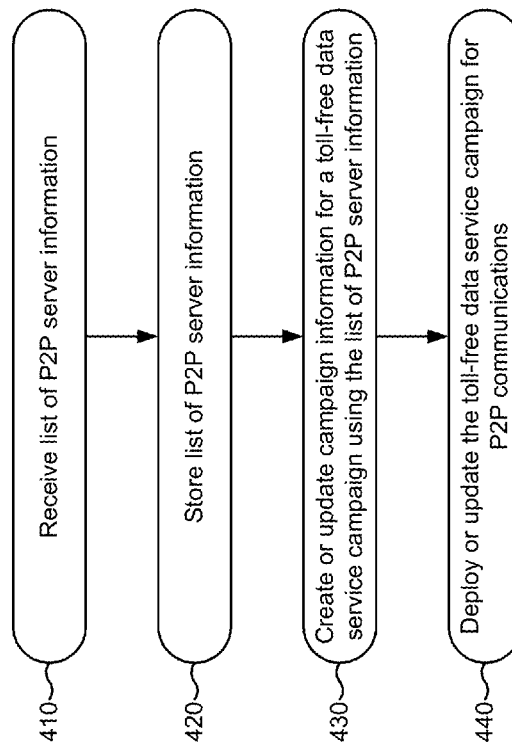 410
Receive list of P2P server information
420
Store list of P2P server information
430
Create or update campaign information for a toll-free data
service campaign using the list of P2P server information
440
Deploy or update the toll-free data service campaign for
P2P communications